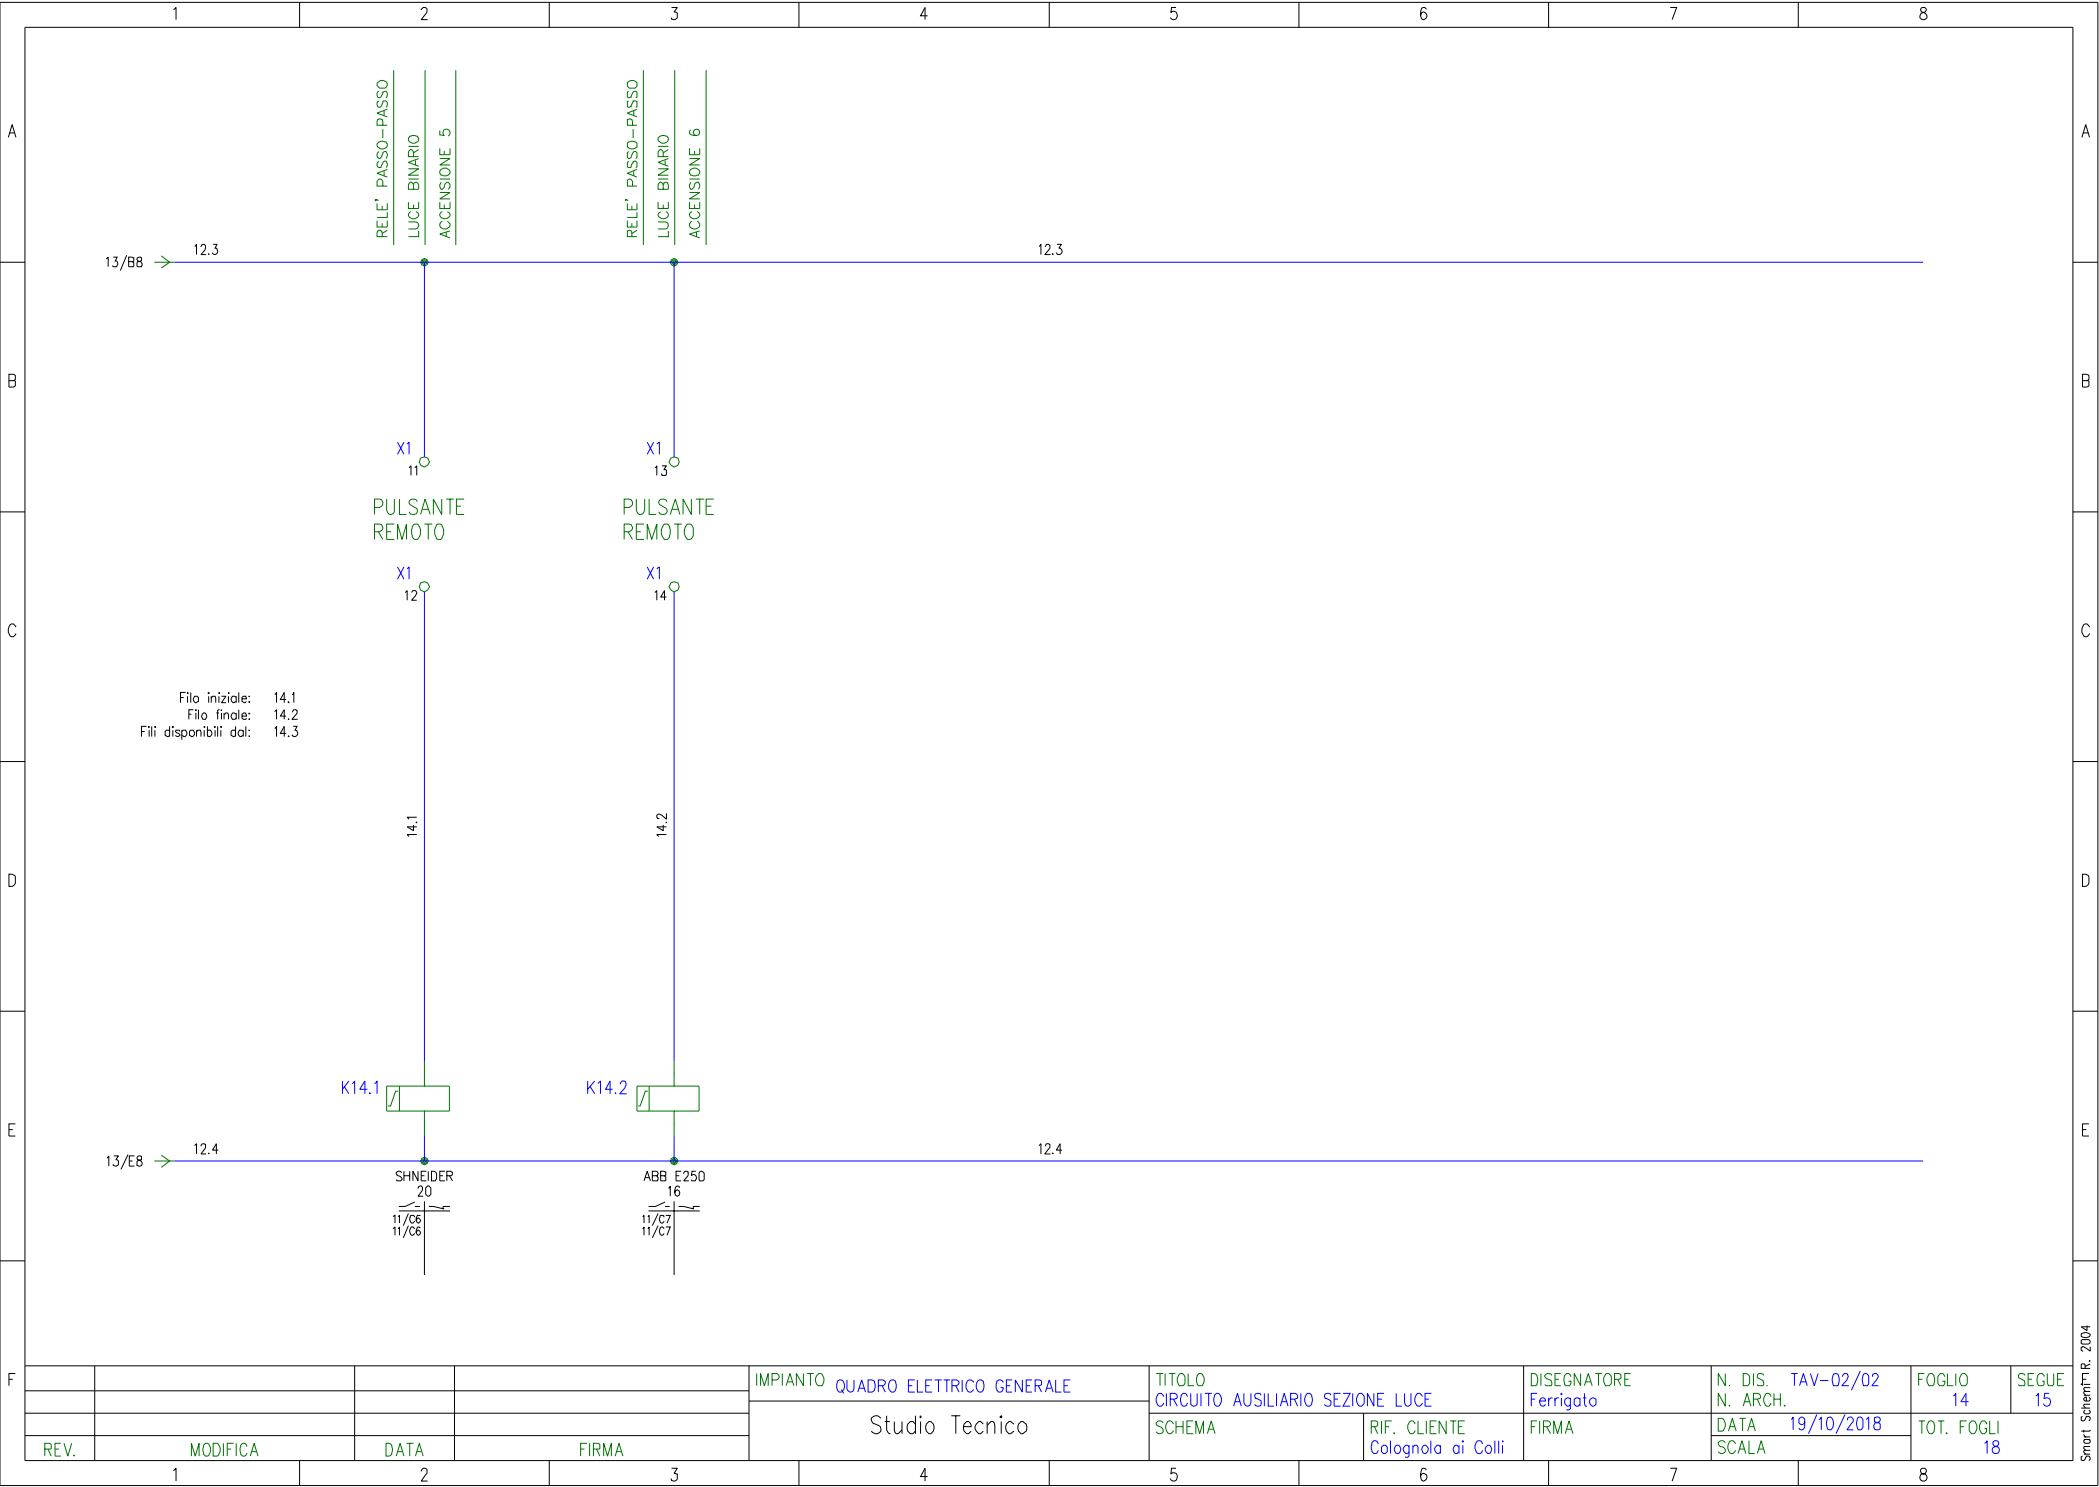 1 2 3 4 5 6 7 8
RELE' PASSO-PASSO
LUCE BINARIO
ACCENSIONE 5
RELE' PASSO-PASSO
LUCE BINARIO
ACCENSIONE 6
A A
13/B8 12.3 12.3
B B
X1 X1
11 13
PULSANTE PULSANTE
REMOTO REMOTO
X1 X1
12 14
C C
Filo iniziale: 14.1
Filo finale: 14.2
Fili disponibili dal: 14.3
14.1 14.2
D D
K14.1 K14.2
E E
13/E8 12.4 12.4
SHNEIDER ABB E250
20 16
11/C6 11/C7
11/C6 11/C7
F F
Smart Schemi R. 2004
IMPIANTO QUADRO ELETTRICO GENERALE
Studio Tecnico
TITOLO
CIRCUITO AUSILIARIO SEZIONE LUCE
SCHEMA
RIF. CLIENTE
Colognola ai Colli
DISEGNATORE
Ferrigato
FIRMA
N. DIS. TAV-02/02
N. ARCH.
DATA 19/10/2018
SCALA
FOGLIO
14
SEGUE
15
TOT. FOGLI
18
REV. MODIFICA DATA FIRMA
1 2 3 4 5 6 7 8